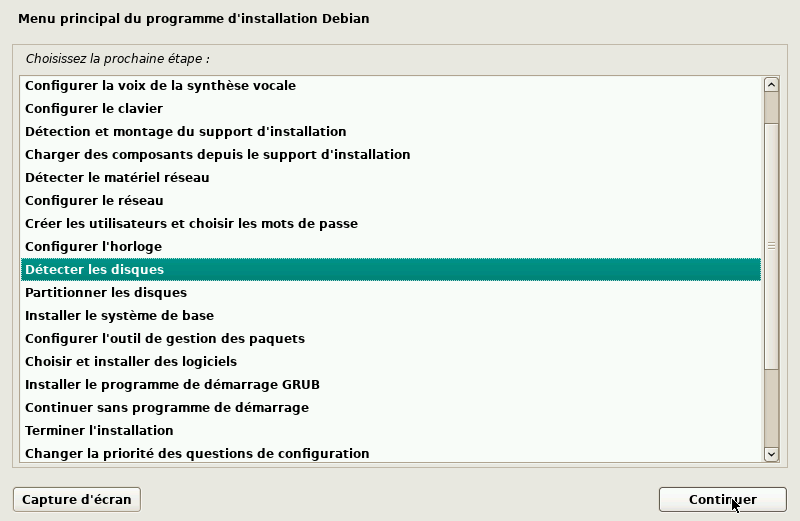 Menu principal du programme d'installation Debian
Choisissez la prochaine étape :
Configurer la voix de la synthèse vocale
Configurer le clavier
Détection et montage du support d'installation
Charger des composants depuis le support d'installation
Détecter le matériel réseau
Configurer le réseau
Créer les utilisateurs et choisir les mots de passe
Configurer l'horloge
Détecter les disques
Partitionner les disques
Installer le système de base
Configurer l'outil de gestion des paquets
Choisir et installer des logiciels
Installer le programme de démarrage GRUB
Continuer sans programme de démarrage
Terminer l'installation
Changer la priorité des questions de configuration
Capture d'écran
Continuer